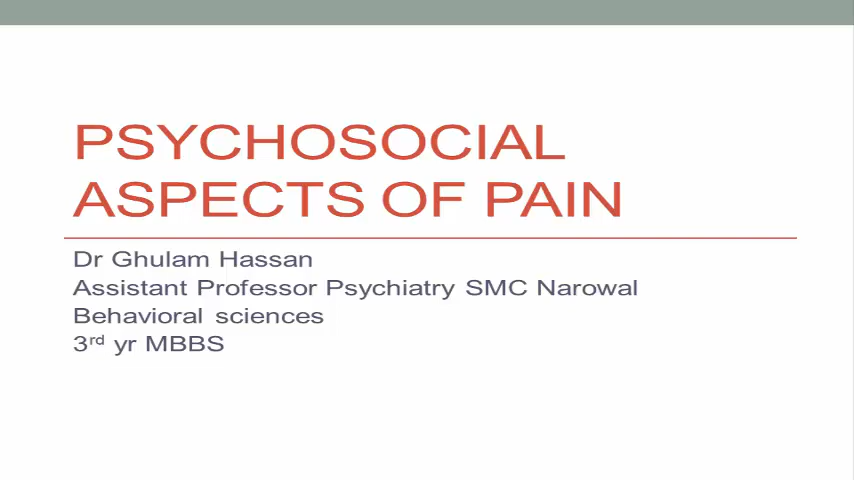 PSYCHOSOCIAL
ASPECTS OF PAIN
Dr Ghulam Hassan
Assistant Professor Psychiatry SMC Narowal
Behavioral sciences
3rd yr MBBS